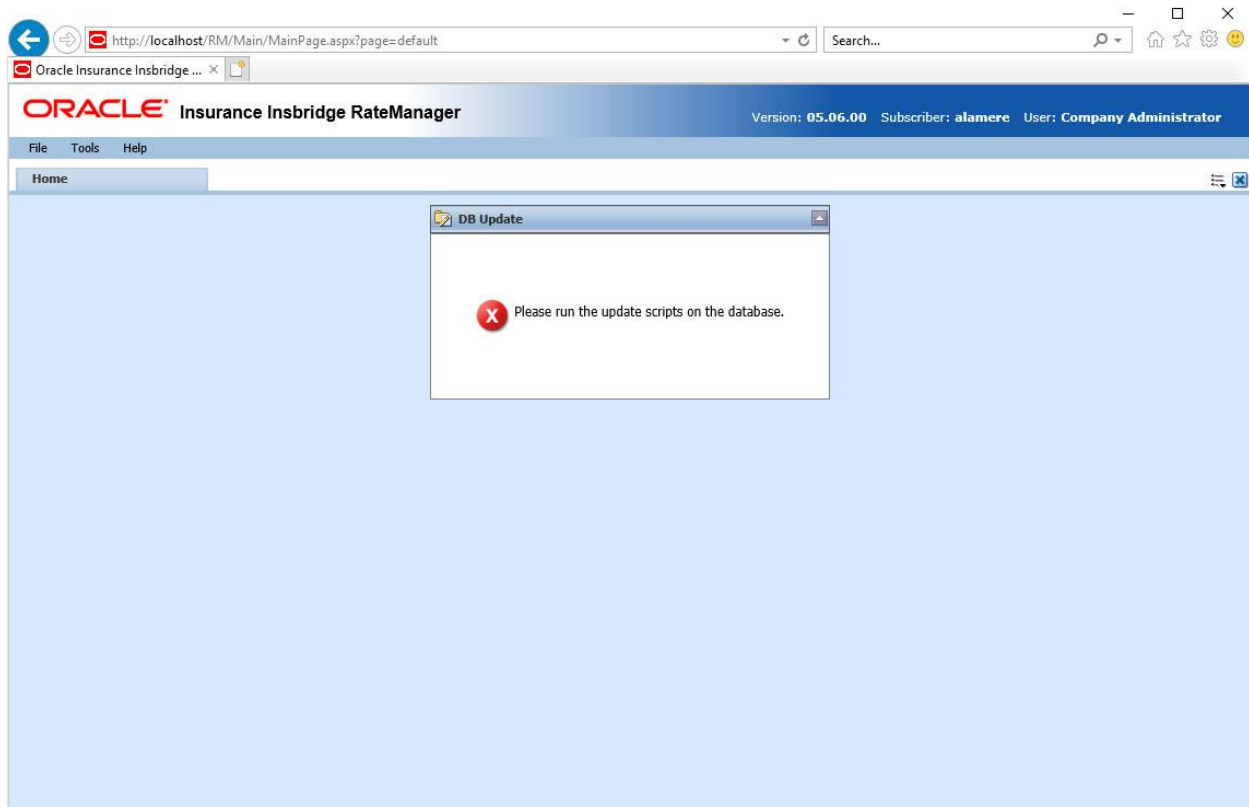 http://localhost/RM/Main/MainPage.aspx?page=default
Search...
Oracle Insurance Insbridge ...
ORACLE Insurance Insbridge RateManager
Version: 05.06.00 Subscriber: alamere User: Company Administrator
File Tools Help
Home
DB Update
Please run the update scripts on the database.